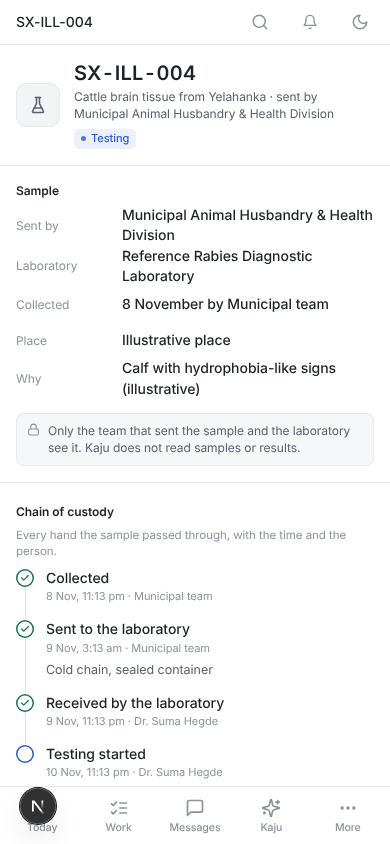 SX-ILL-004
SX-ILL-004
Cattle brain tissue from Yelahanka · sent by
Municipal Animal Husbandry & Health Division
Testing
Sample
Sent by
Municipal Animal Husbandry & Health
Division
Laboratory
Reference Rabies Diagnostic
Laboratory
Collected
8 November by Municipal team
Place
Illustrative place
Why
Calf with hydrophobia-like signs
(illustrative)
Only the team that sent the sample and the laboratory
see it. Kaju does not read samples or results.
Chain of custody
Every hand the sample passed through, with the time and the
person.
Collected
8 Nov, 11:13 pm · Municipal team
Sent to the laboratory
9 Nov, 3:13 am · Municipal team
Cold chain, sealed container
Received by the laboratory
9 Nov, 11:13 pm · Dr. Suma Hegde
Testing started
10 Nov, 11:13 pm · Dr. Suma Hegde
N
Today
Work
Messages
Kaju
More